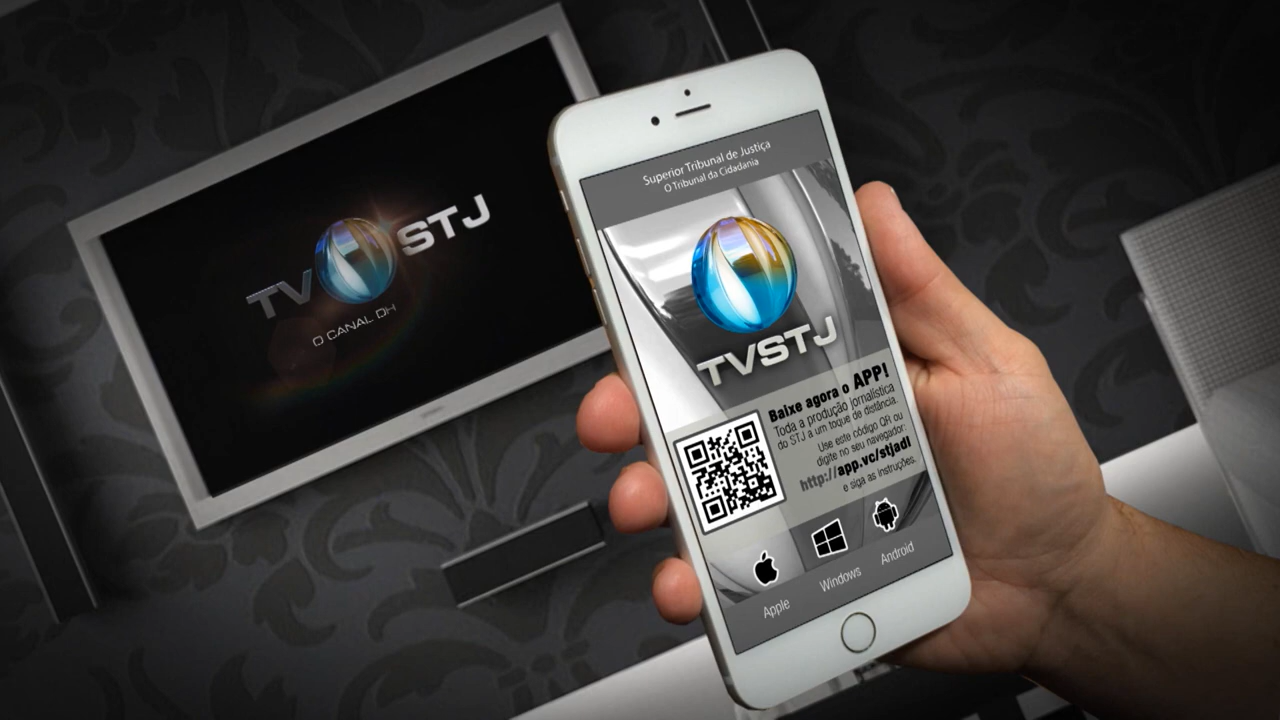 TV STJ
O CANAL DH
Superior Tribunal de Justiça
O Tribunal da Cidadania
TVSTJ
Baixe agora o APP!
Toda a produção jornalística
do STJ a um toque de distância.
Use este código QR ou
digite no seu navegador:
http://app.vc/stjadl
e siga as instruções.
Apple
Windows
Android